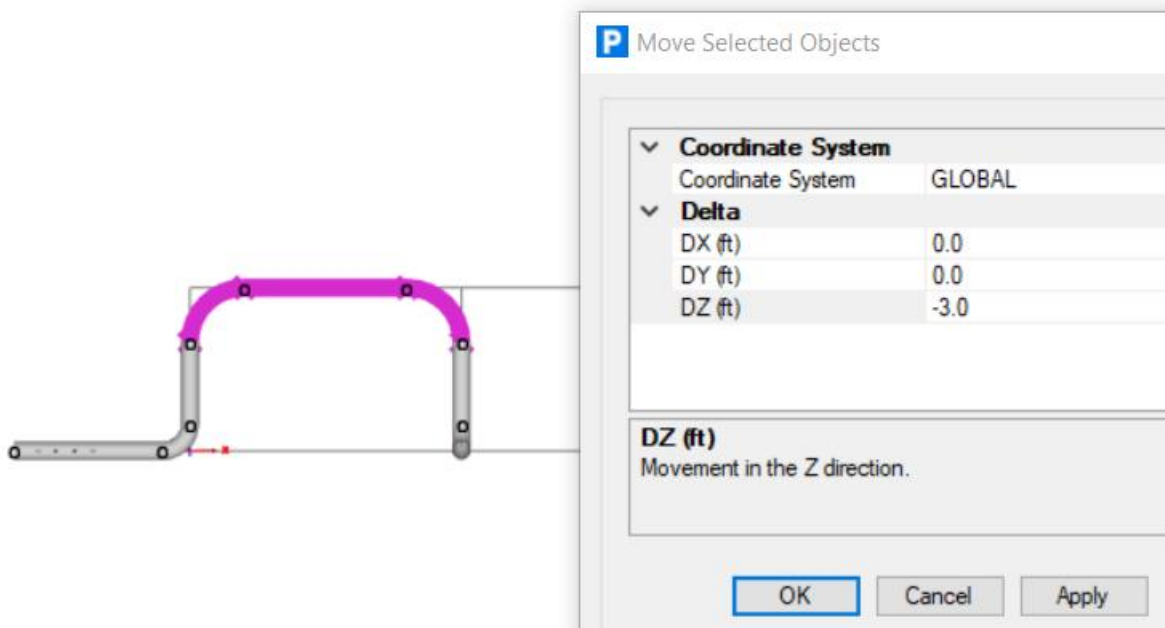 P Move Selected Objects
Coordinate System
Coordinate System GLOBAL
Delta
DX (ft) 0.0
DY (ft) 0.0
DZ (ft) -3.0
x
DZ (ft)
Movement in the Z direction.
OK Cancel Apply